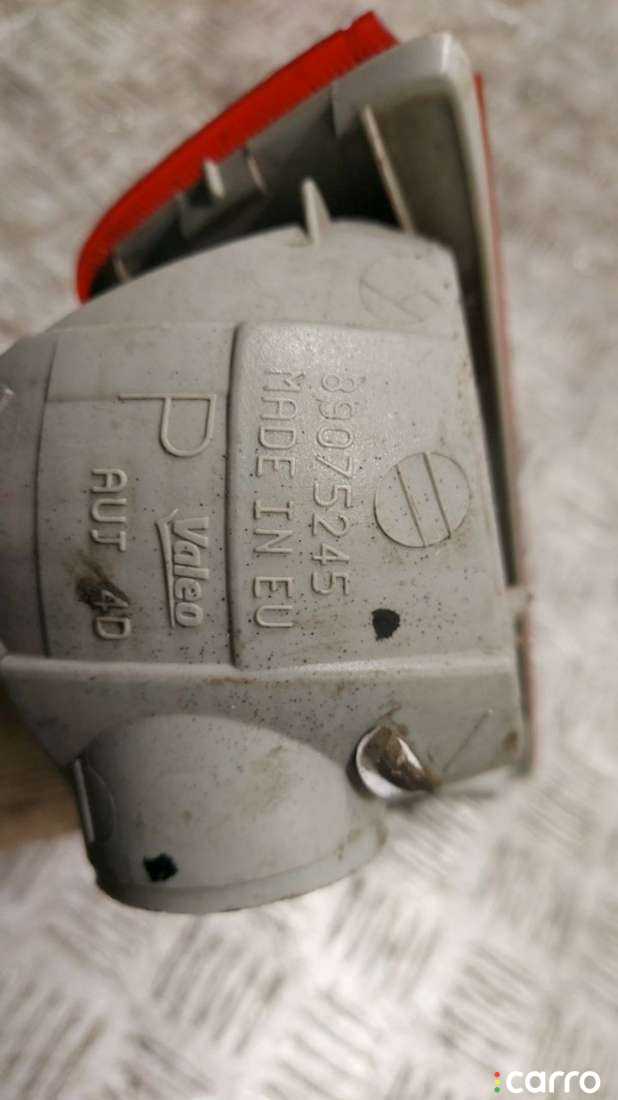 89075245
MADE IN EU
P
Valeo
AUT 4D
carro